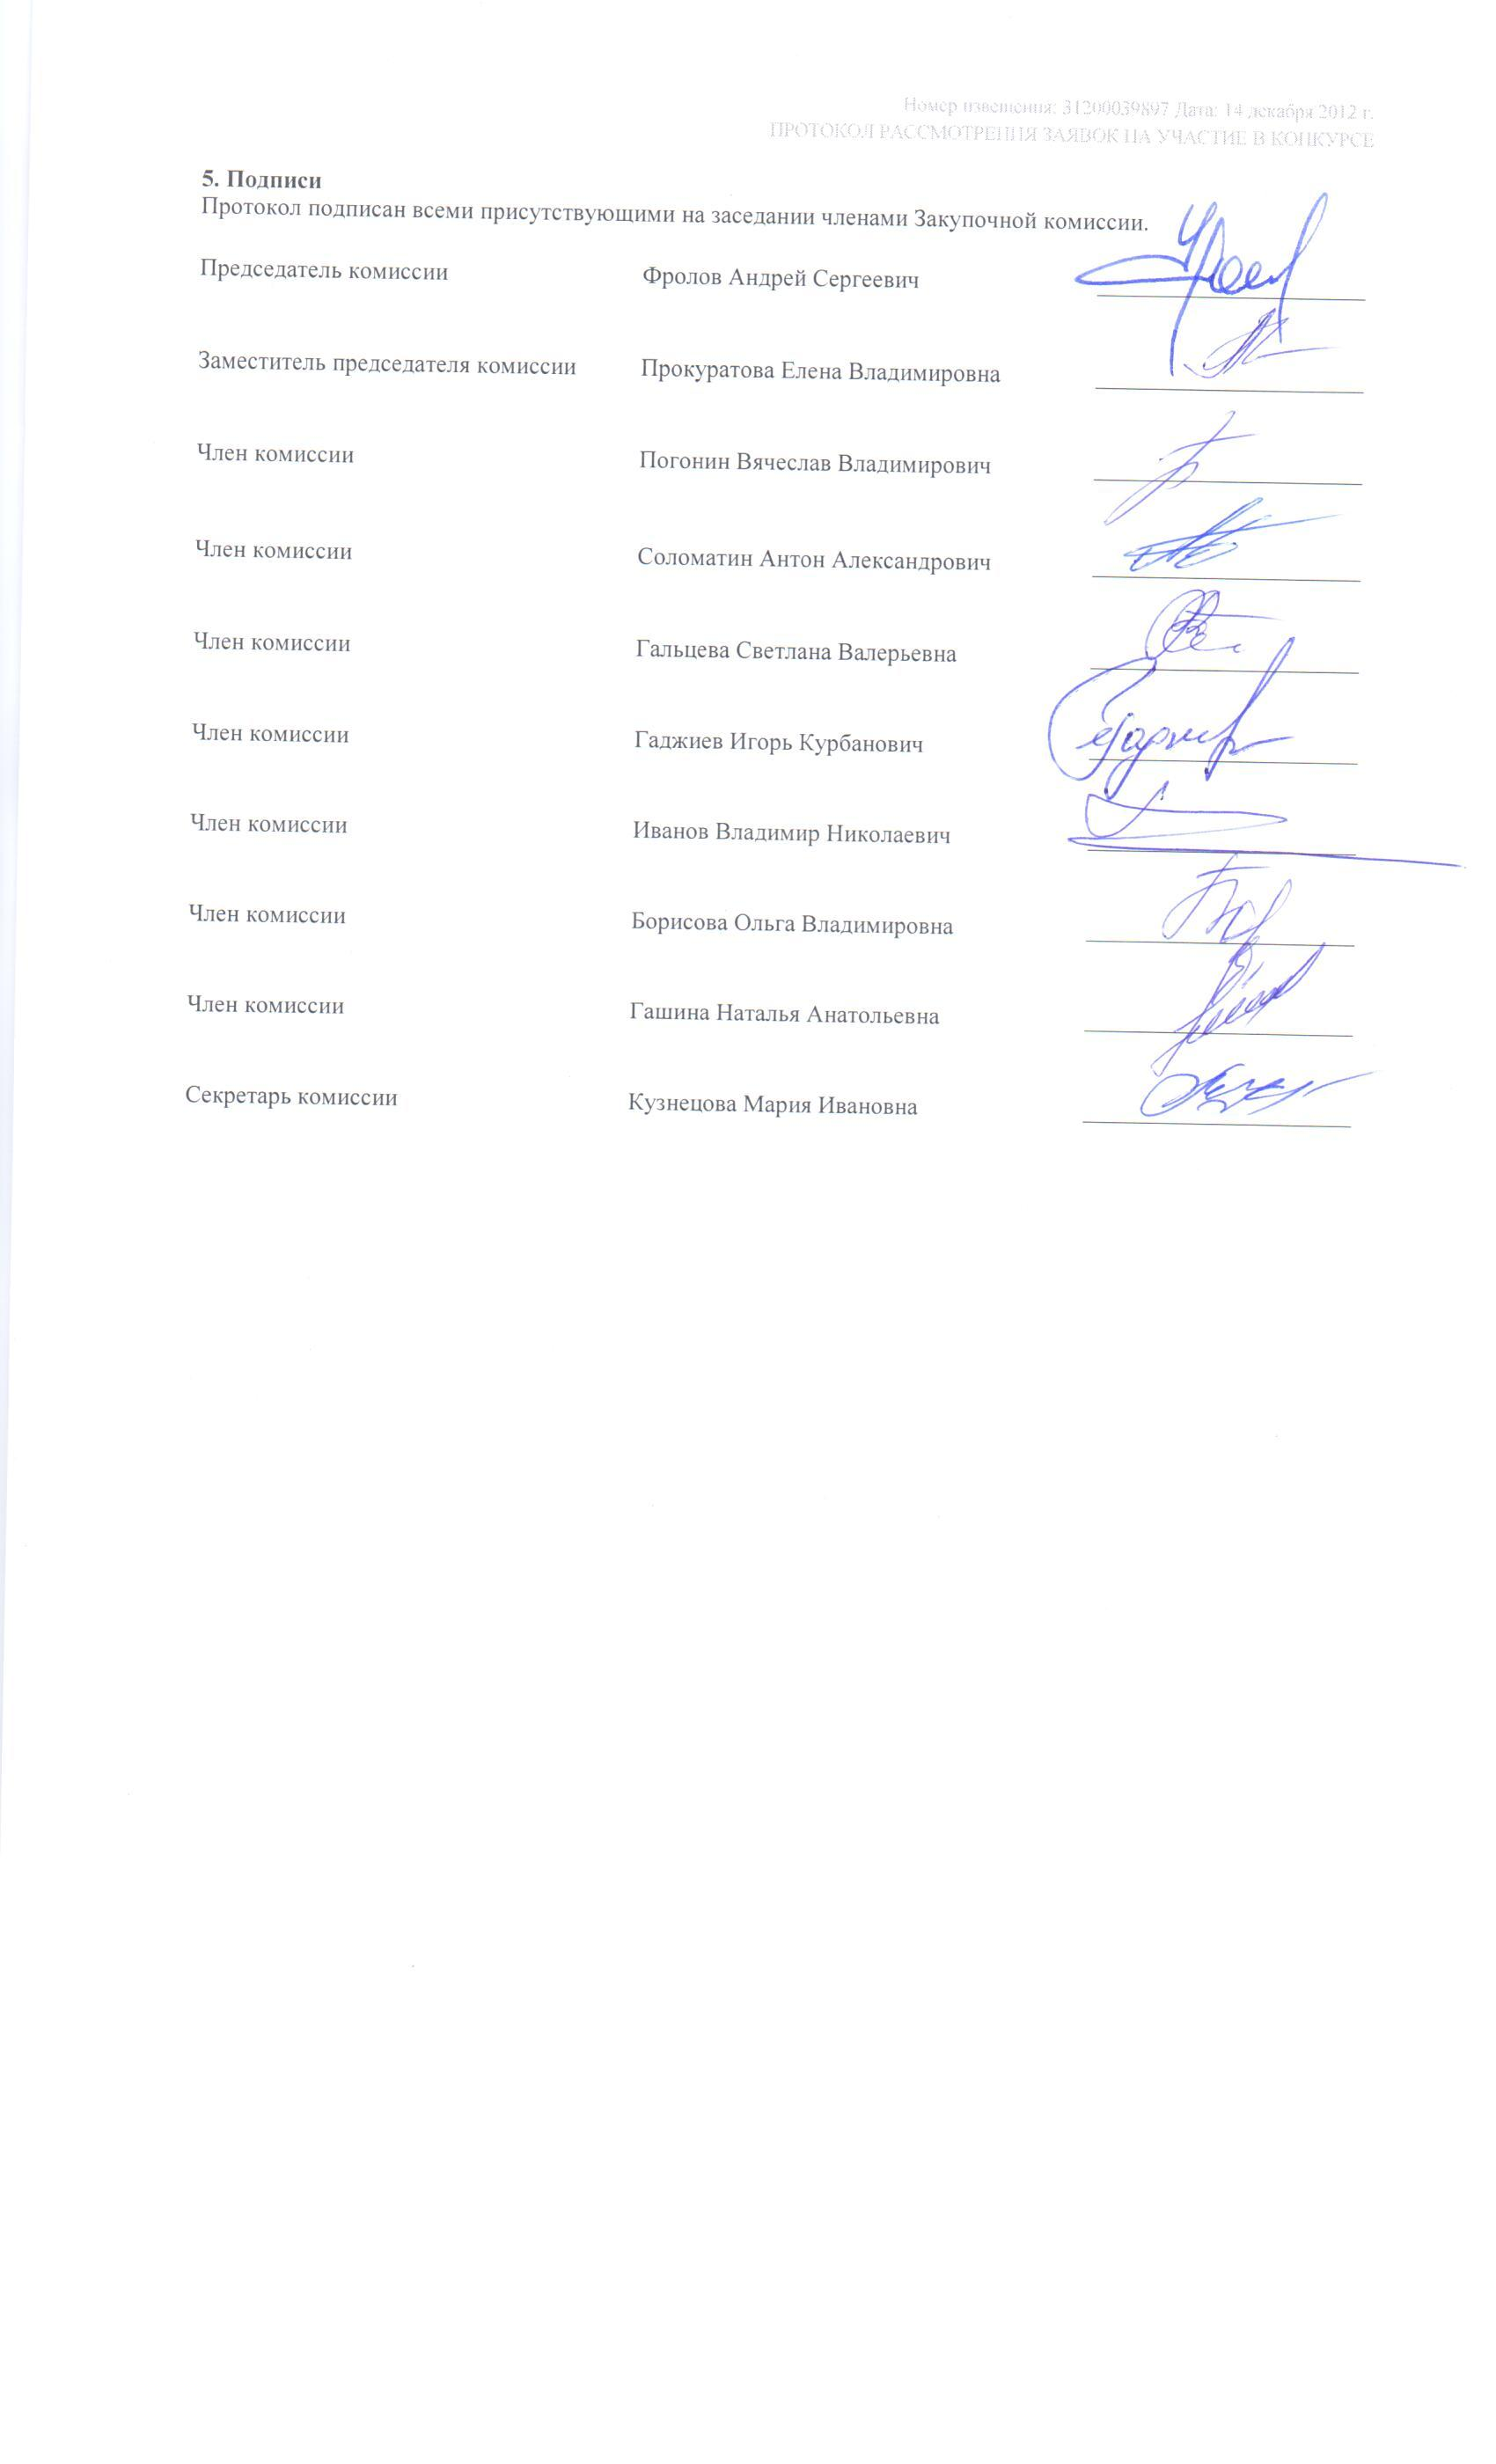 Номер извещения: 31200039897 Дата: 14 декабря 2012 г.
ПРОТОКОЛ РАССМОТРЕНИЯ ЗАЯВОК НА УЧАСТИЕ В КОНКУРСЕ
5. Подписи
Протокол подписан всеми присутствующими на заседании членами Закупочной комиссии.
Председатель комиссии Фролов Андрей Сергеевич
Заместитель председателя комиссии Прокуратова Елена Владимировна
Член комиссии Погонин Вячеслав Владимирович
Член комиссии Соломатин Антон Александрович
Член комиссии Гальцева Светлана Валерьевна
Член комиссии Гаджиев Игорь Курбанович
Член комиссии Иванов Владимир Николаевич
Член комиссии Борисова Ольга Владимировна
Член комиссии Гашина Наталья Анатольевна
Секретарь комиссии Кузнецова Мария Ивановна